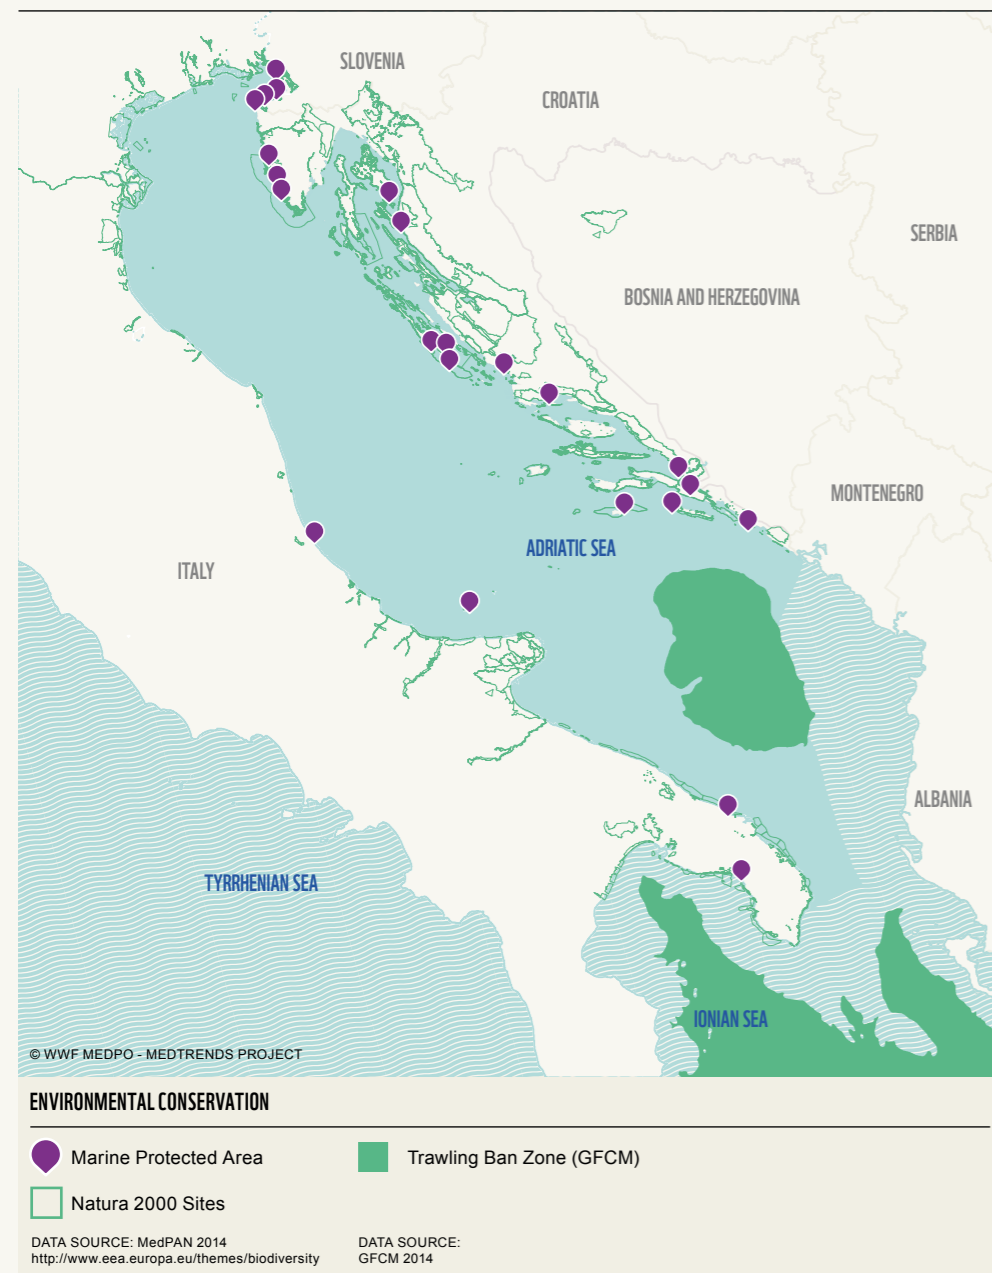 SLOVENIA
CROATIA
SERBIA
BOSNIA AND HERZEGOVINA
MONTENEGRO
ADRIATIC SEA
ITALY
ALBANIA
TYRRHENIAN SEA
IONIAN SEA
© WWF MEDPO - MEDTRENDS PROJECT
ENVIRONMENTAL CONSERVATION
Marine Protected Area
Trawling Ban Zone (GFCM)
Natura 2000 Sites
DATA SOURCE: MedPAN 2014
http://www.eea.europa.eu/themes/biodiversity
DATA SOURCE:
GFCM 2014